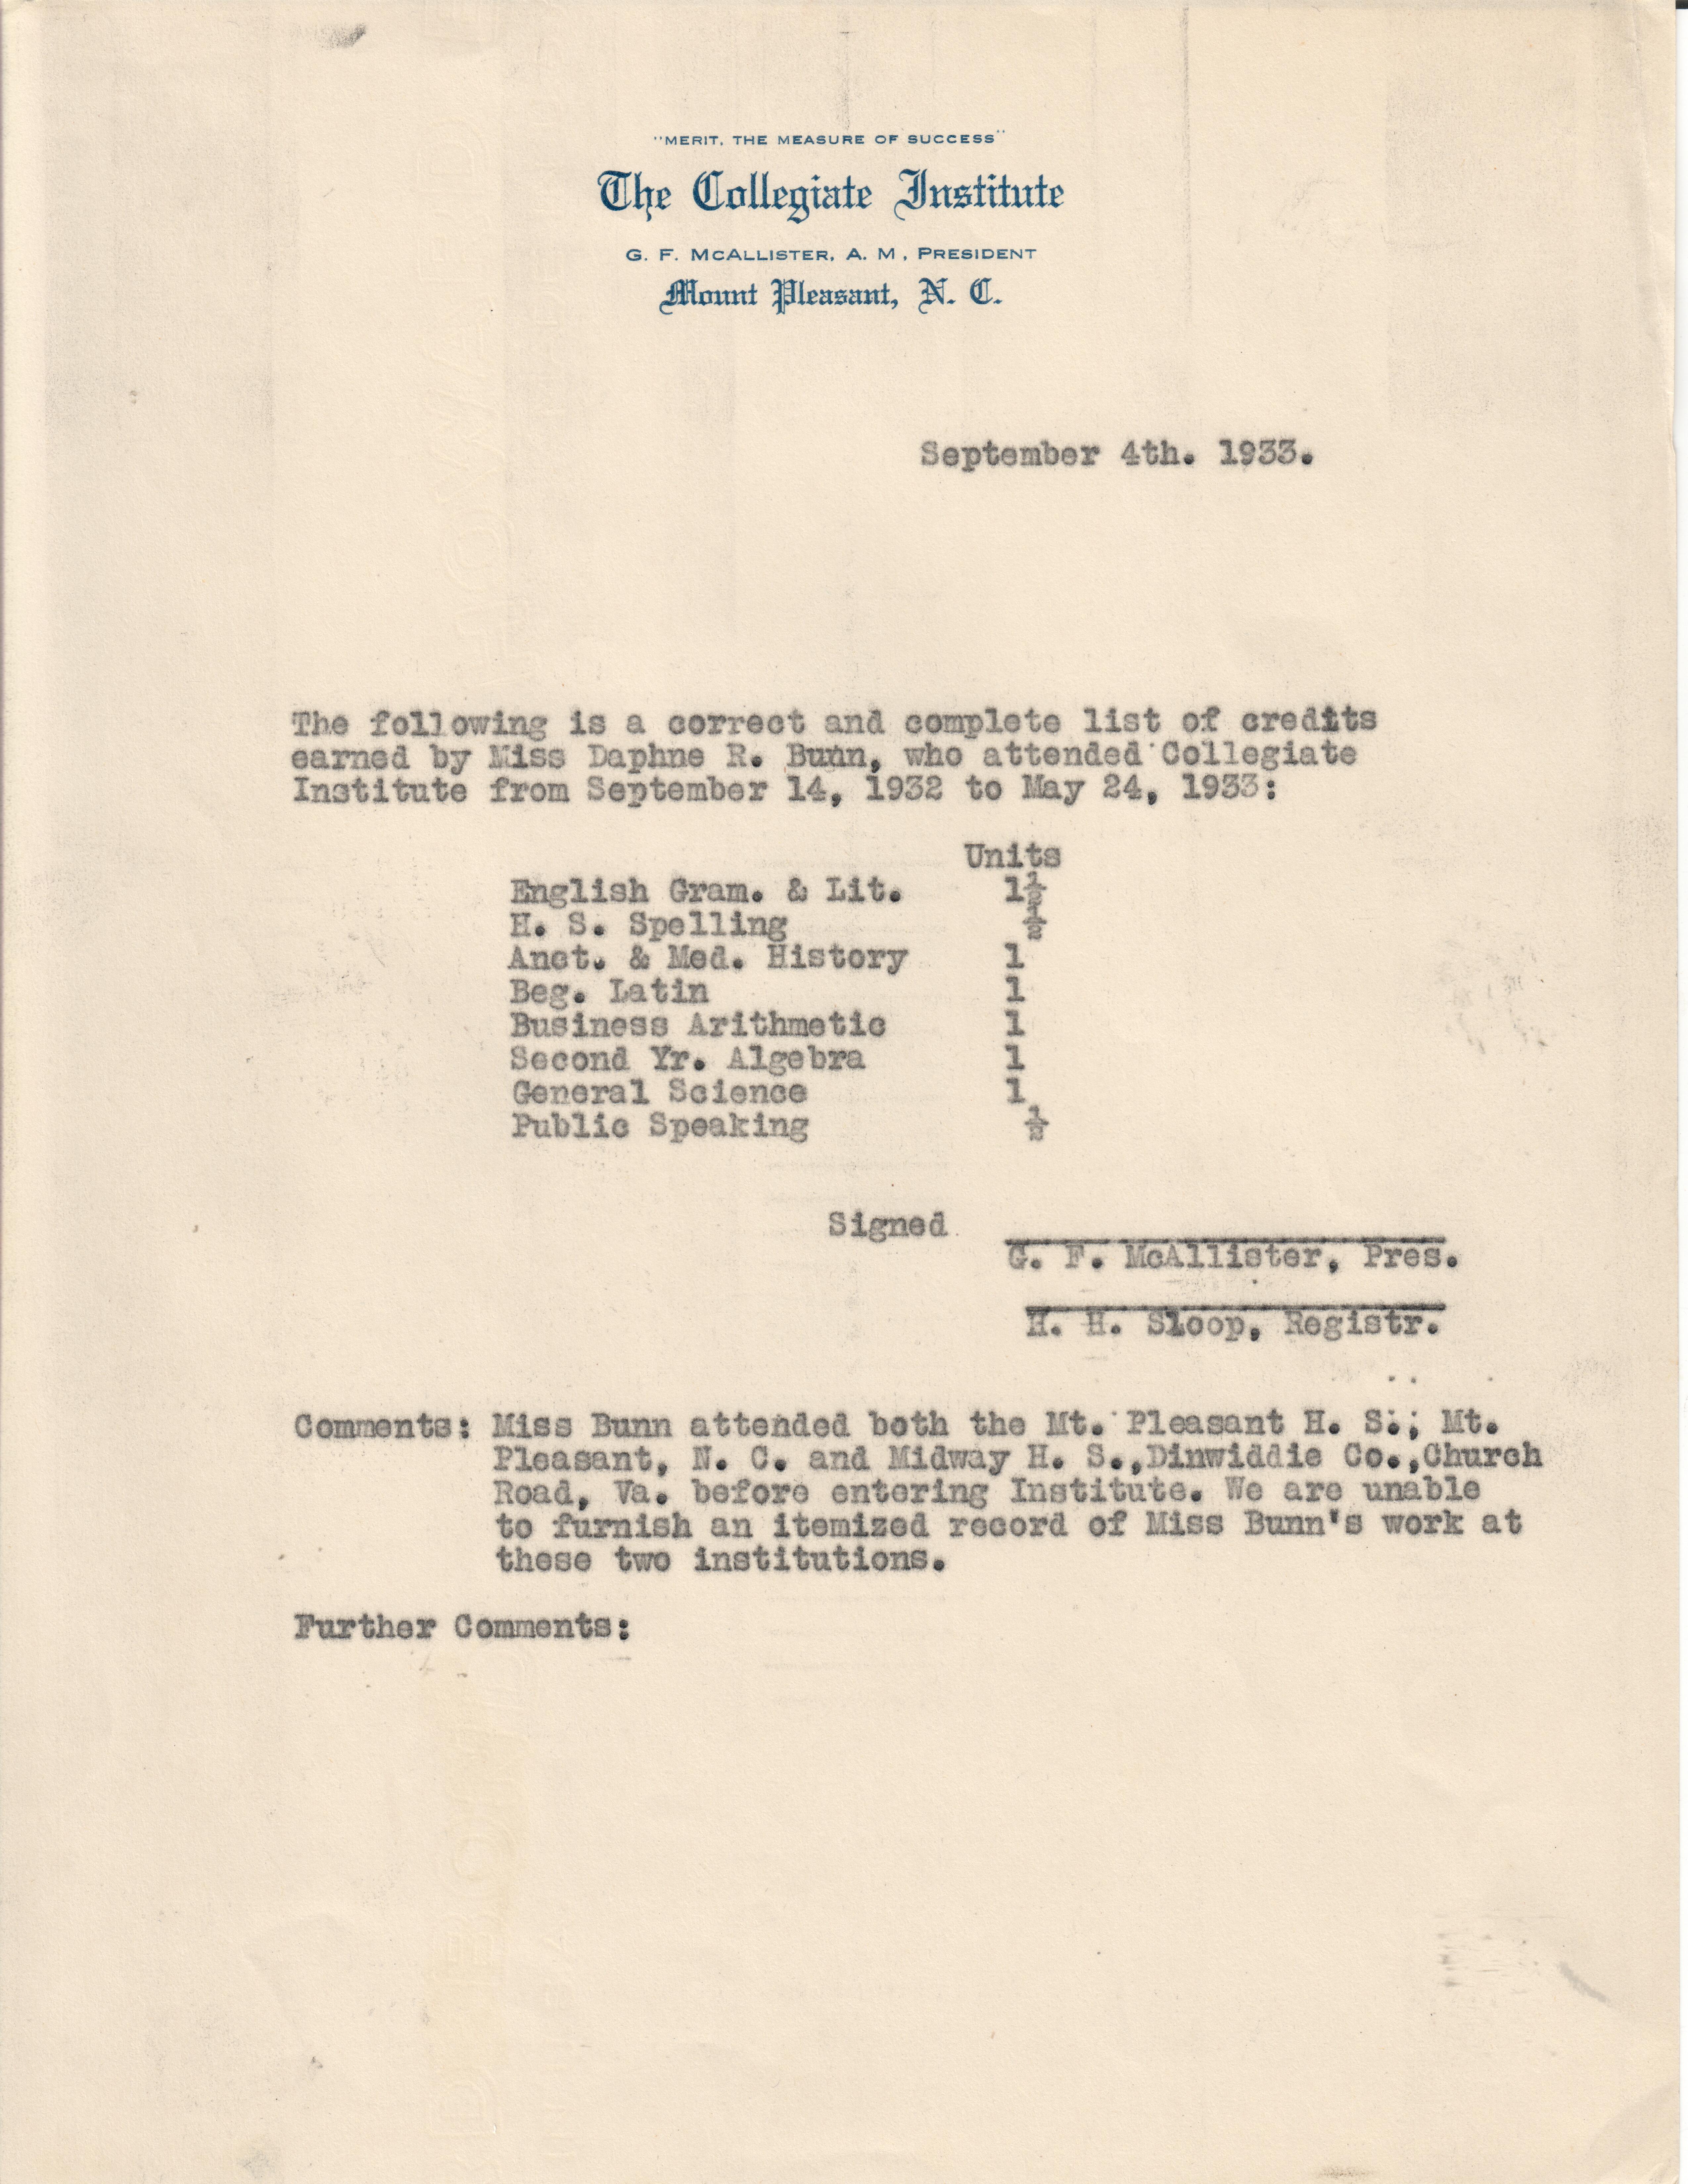 "MERIT, THE MEASURE OF SUCCESS"
The Collegiate Institute
G. F. MCALLISTER, A. M., PRESIDENT
Mount Pleasant, N. C.
September 4th. 1933.
The following is a correct and complete list of credits
earned by Miss Daphne R. Bunn, who attended Collegiate
Institute from September 14, 1932 to May 24, 1933:
Units
English Gram. & Lit. 1½
H. S. Spelling ½
Anct. & Med. History 1
Beg. Latin 1
Business Arithmetic 1
Second Yr. Algebra 1
General Science 1
Public Speaking ½
Signed
G. F. McAllister, Pres.
H. H. Sloop, Registr.
Comments: Miss Bunn attended both the Mt. Pleasant H. S.; Mt.
Pleasant, N. C. and Midway H. S.,Dinwiddie Co.,Church
Road, Va. before entering Institute. We are unable
to furnish an itemized record of Miss Bunn's work at
these two institutions.
Further Comments: